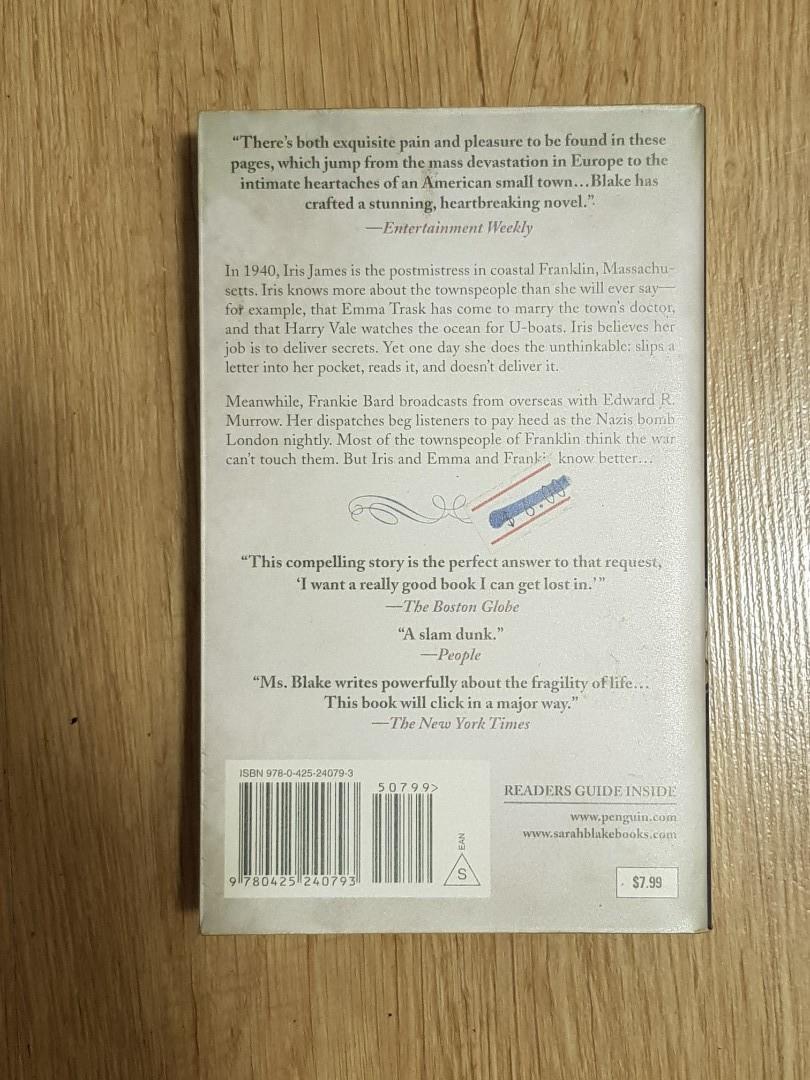 “There’s both exquisite pain and pleasure to be found in these
pages, which jump from the mass devastation in Europe to the
intimate heartaches of an American small town…Blake has
crafted a stunning, heartbreaking novel.”
—Entertainment Weekly
In 1940, Iris James is the postmistress in coastal Franklin, Massachu-
setts. Iris knows more about the townspeople than she will ever say—
for example, that Emma Trask has come to marry the town’s doctor,
and that Harry Vale watches the ocean for U-boats. Iris believes her
job is to deliver secrets. Yet one day she does the unthinkable: slips a
letter into her pocket, reads it, and doesn’t deliver it.
Meanwhile, Frankie Bard broadcasts from overseas with Edward R.
Murrow. Her dispatches beg listeners to pay heed as the Nazis bomb
London nightly. Most of the townspeople of Franklin think the war
can’t touch them. But Iris and Emma and Franki know better…
“This compelling story is the perfect answer to that request,
‘I want a really good book I can get lost in.’”
—The Boston Globe
“A slam dunk.”
—People
“Ms. Blake writes powerfully about the fragility of life…
This book will click in a major way.”
—The New York Times
ISBN 978-0-425-24079-3
50799>
9 780425 240793
EAN
S
READERS GUIDE INSIDE
www.penguin.com
www.sarahblakebooks.com
$7.99